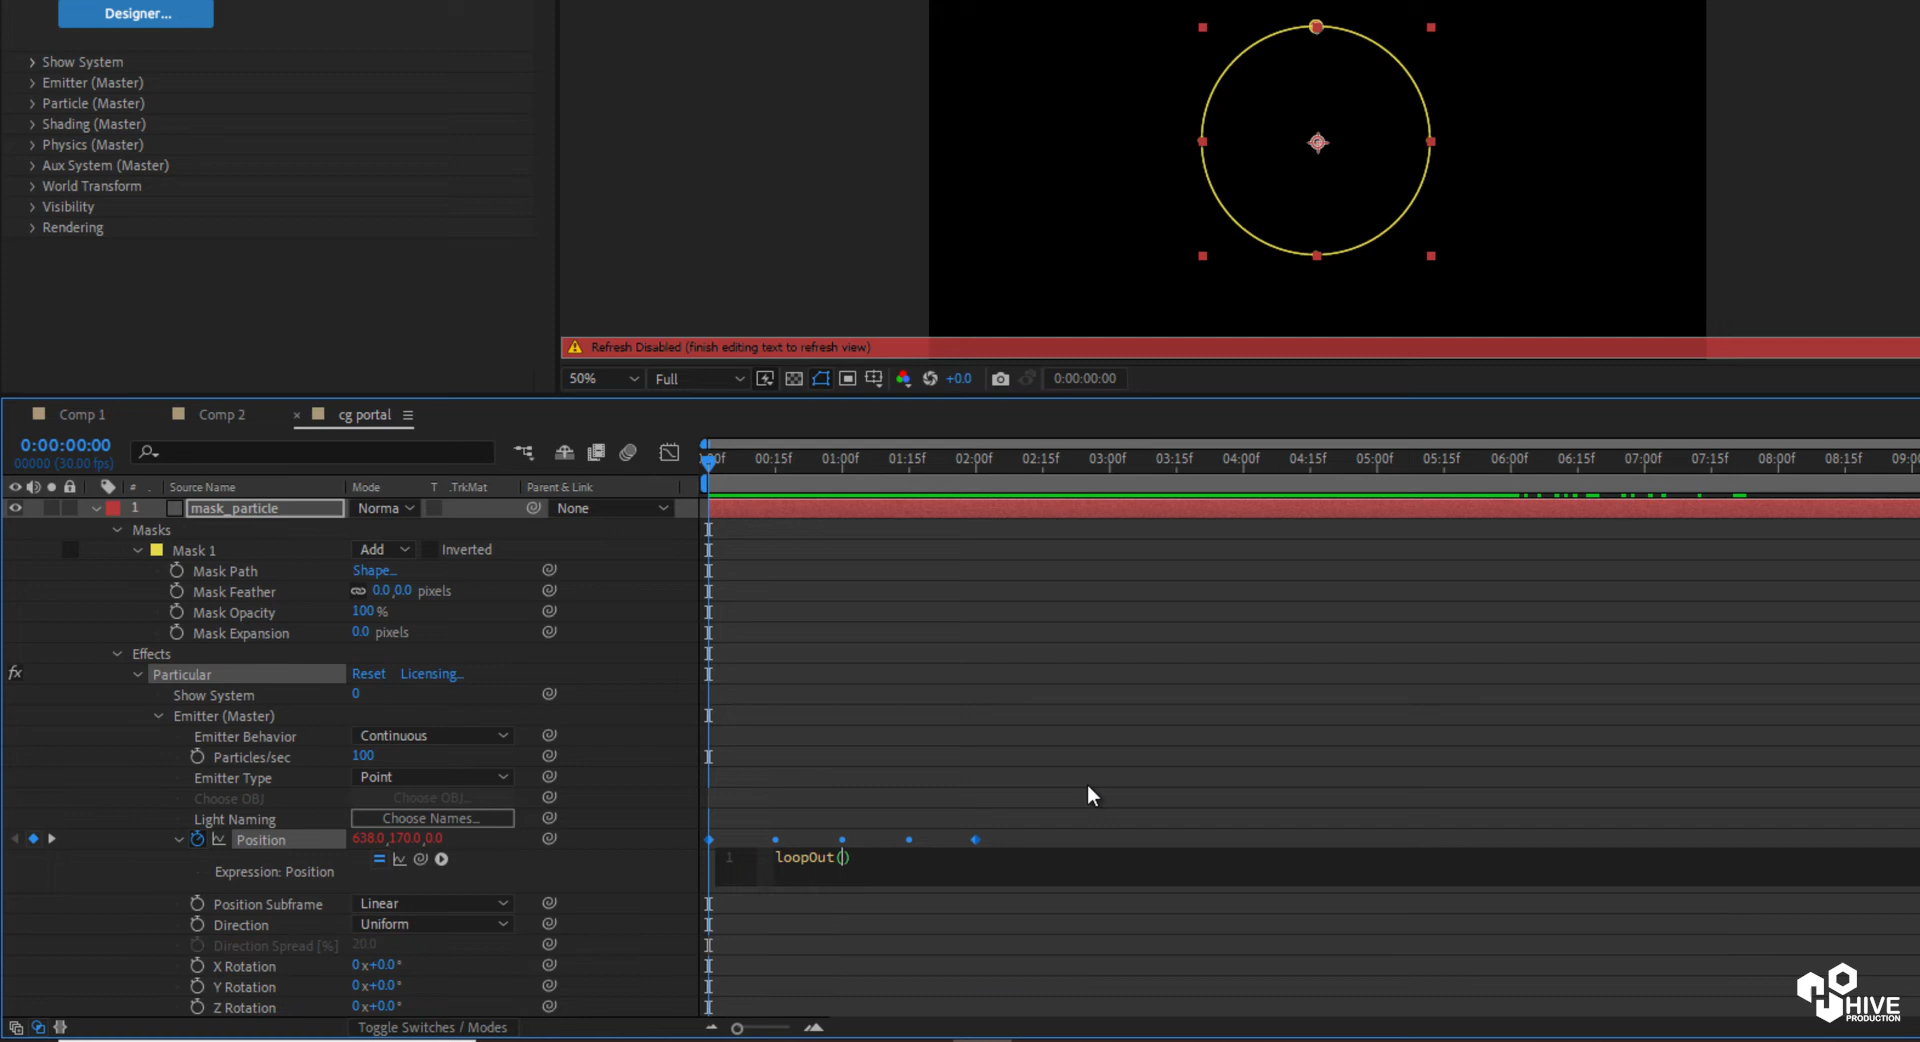 Designer...
Show System
Emitter (Master)
Particle (Master)
Shading (Master)
Physics (Master)
Aux System (Master)
World Transform
Visibility
Rendering
Refresh Disabled (finish editing text to refresh view)
50%
Full
+0.0
0:00:00:00
Comp 1
Comp 2
cg portal
0:00:00:00
00000 (30.00 fps)
00f 00:15f 01:00f 01:15f 02:00f 02:15f 03:00f 03:15f 04:00f 04:15f 05:00f 05:15f 06:00f 06:15f 07:00f 07:15f 08:00f 08:15f 09:00
# . Source Name Mode T .TrkMat Parent & Link
1 mask_particle Norma None
Masks
Mask 1 Add Inverted
Mask Path Shape...
Mask Feather 0.0,0.0 pixels
Mask Opacity 100 %
Mask Expansion 0.0 pixels
Effects
fx Particular Reset Licensing...
Show System 0
Emitter (Master)
Emitter Behavior Continuous
Particles/sec 100
Emitter Type Point
Choose OBJ Choose OBJ...
Light Naming Choose Names...
Position 638.0,170.0,0.0
1 loopOut()
Expression: Position
Position Subframe Linear
Direction Uniform
Direction Spread [%] 20.0
X Rotation 0x+0.0°
Y Rotation 0x+0.0°
Z Rotation 0x+0.0°
Toggle Switches / Modes
HIVE
PRODUCTION